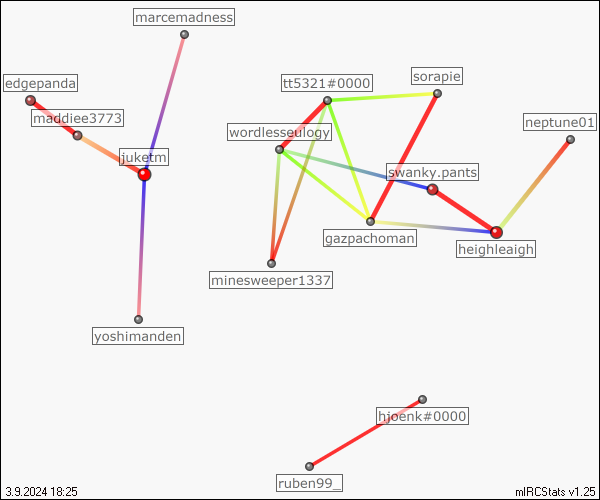 marcemadness
edgepanda
tt5321#0000
sorapie
maddiee3773
wordlesseulogy
neptune01
juketm
swanky.pants
gazpachoman
heighleaigh
minesweeper1337
yoshimanden
hjoenk#0000
ruben99_
3.9.2024 18:25
mIRCStats v1.25